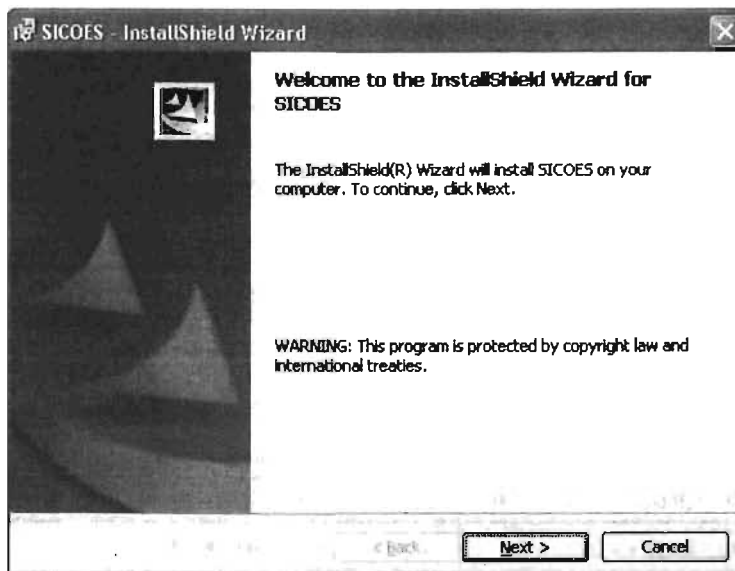 SICOES - InstallShield Wizard
Welcome to the InstallShield Wizard for
SICOES
The InstallShield(R) Wizard will install SICOES on your
computer. To continue, click Next.
WARNING: This program is protected by copyright law and
international treaties.
< Back
Next >
Cancel